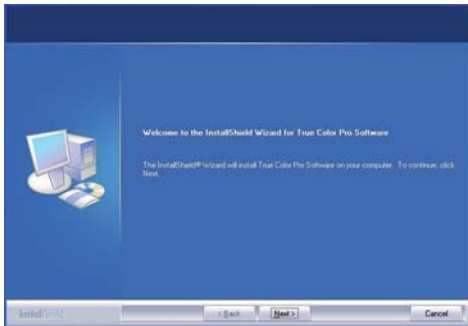 Welcome to the InstallShield Wizard for True Color Pro Software
The InstallShield® Wizard will install True Color Pro Software on your computer. To continue, click
Next.
InstallShield
< Back
Next >
Cancel